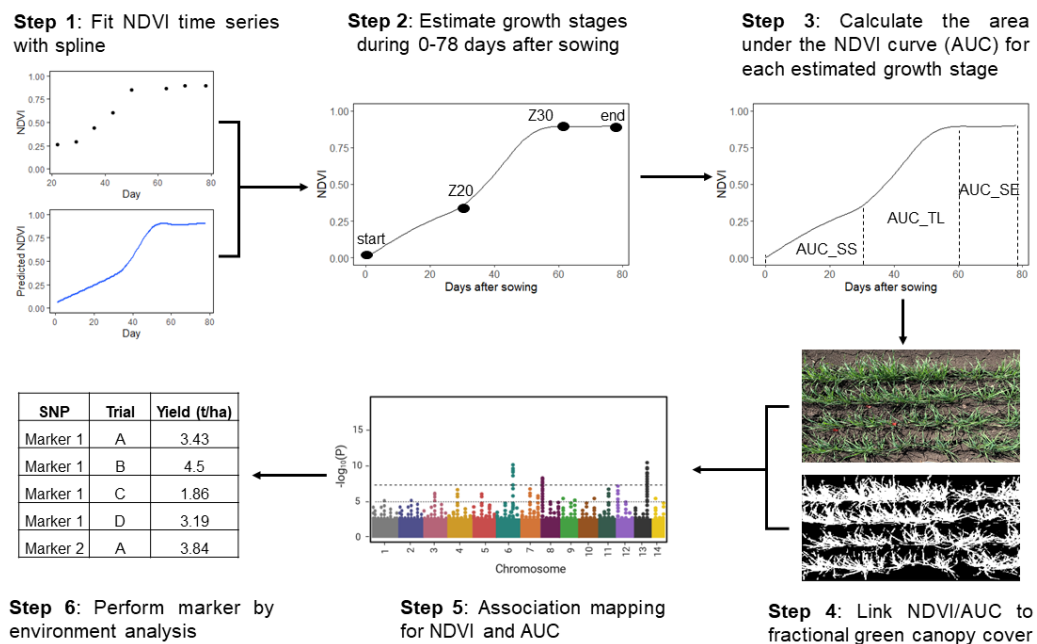 Step 1: Fit NDVI time series
with spline
1.00
0.75
0.50
0.25
0.00
NDVI
20
40
60
80
Day
1.00
0.75
0.50
0.25
0.00
Predicted NDVI
0
20
40
60
80
Day
Step 2: Estimate growth stages
during 0-78 days after sowing
1.00
0.75
0.50
0.25
0.00
NDVI
start
Z20
Z30
end
0
20
40
60
80
Days after sowing
Step 3: Calculate the area
under the NDVI curve (AUC) for
each estimated growth stage
1.00
0.75
0.50
0.25
0.00
NDVI
AUC_SS
AUC_TL
AUC_SE
0
20
40
60
80
Days after sowing
Step 4: Link NDVI/AUC to
fractional green canopy cover
15
10
5
0
-log10(P)
1
2
3
4
5
6
7
8
9
10
11
12
13
14
Chromosome
Step 5: Association mapping
for NDVI and AUC
SNP Trial Yield (t/ha)
Marker 1 A 3.43
Marker 1 B 4.5
Marker 1 C 1.86
Marker 1 D 3.19
Marker 2 A 3.84
Step 6: Perform marker by
environment analysis